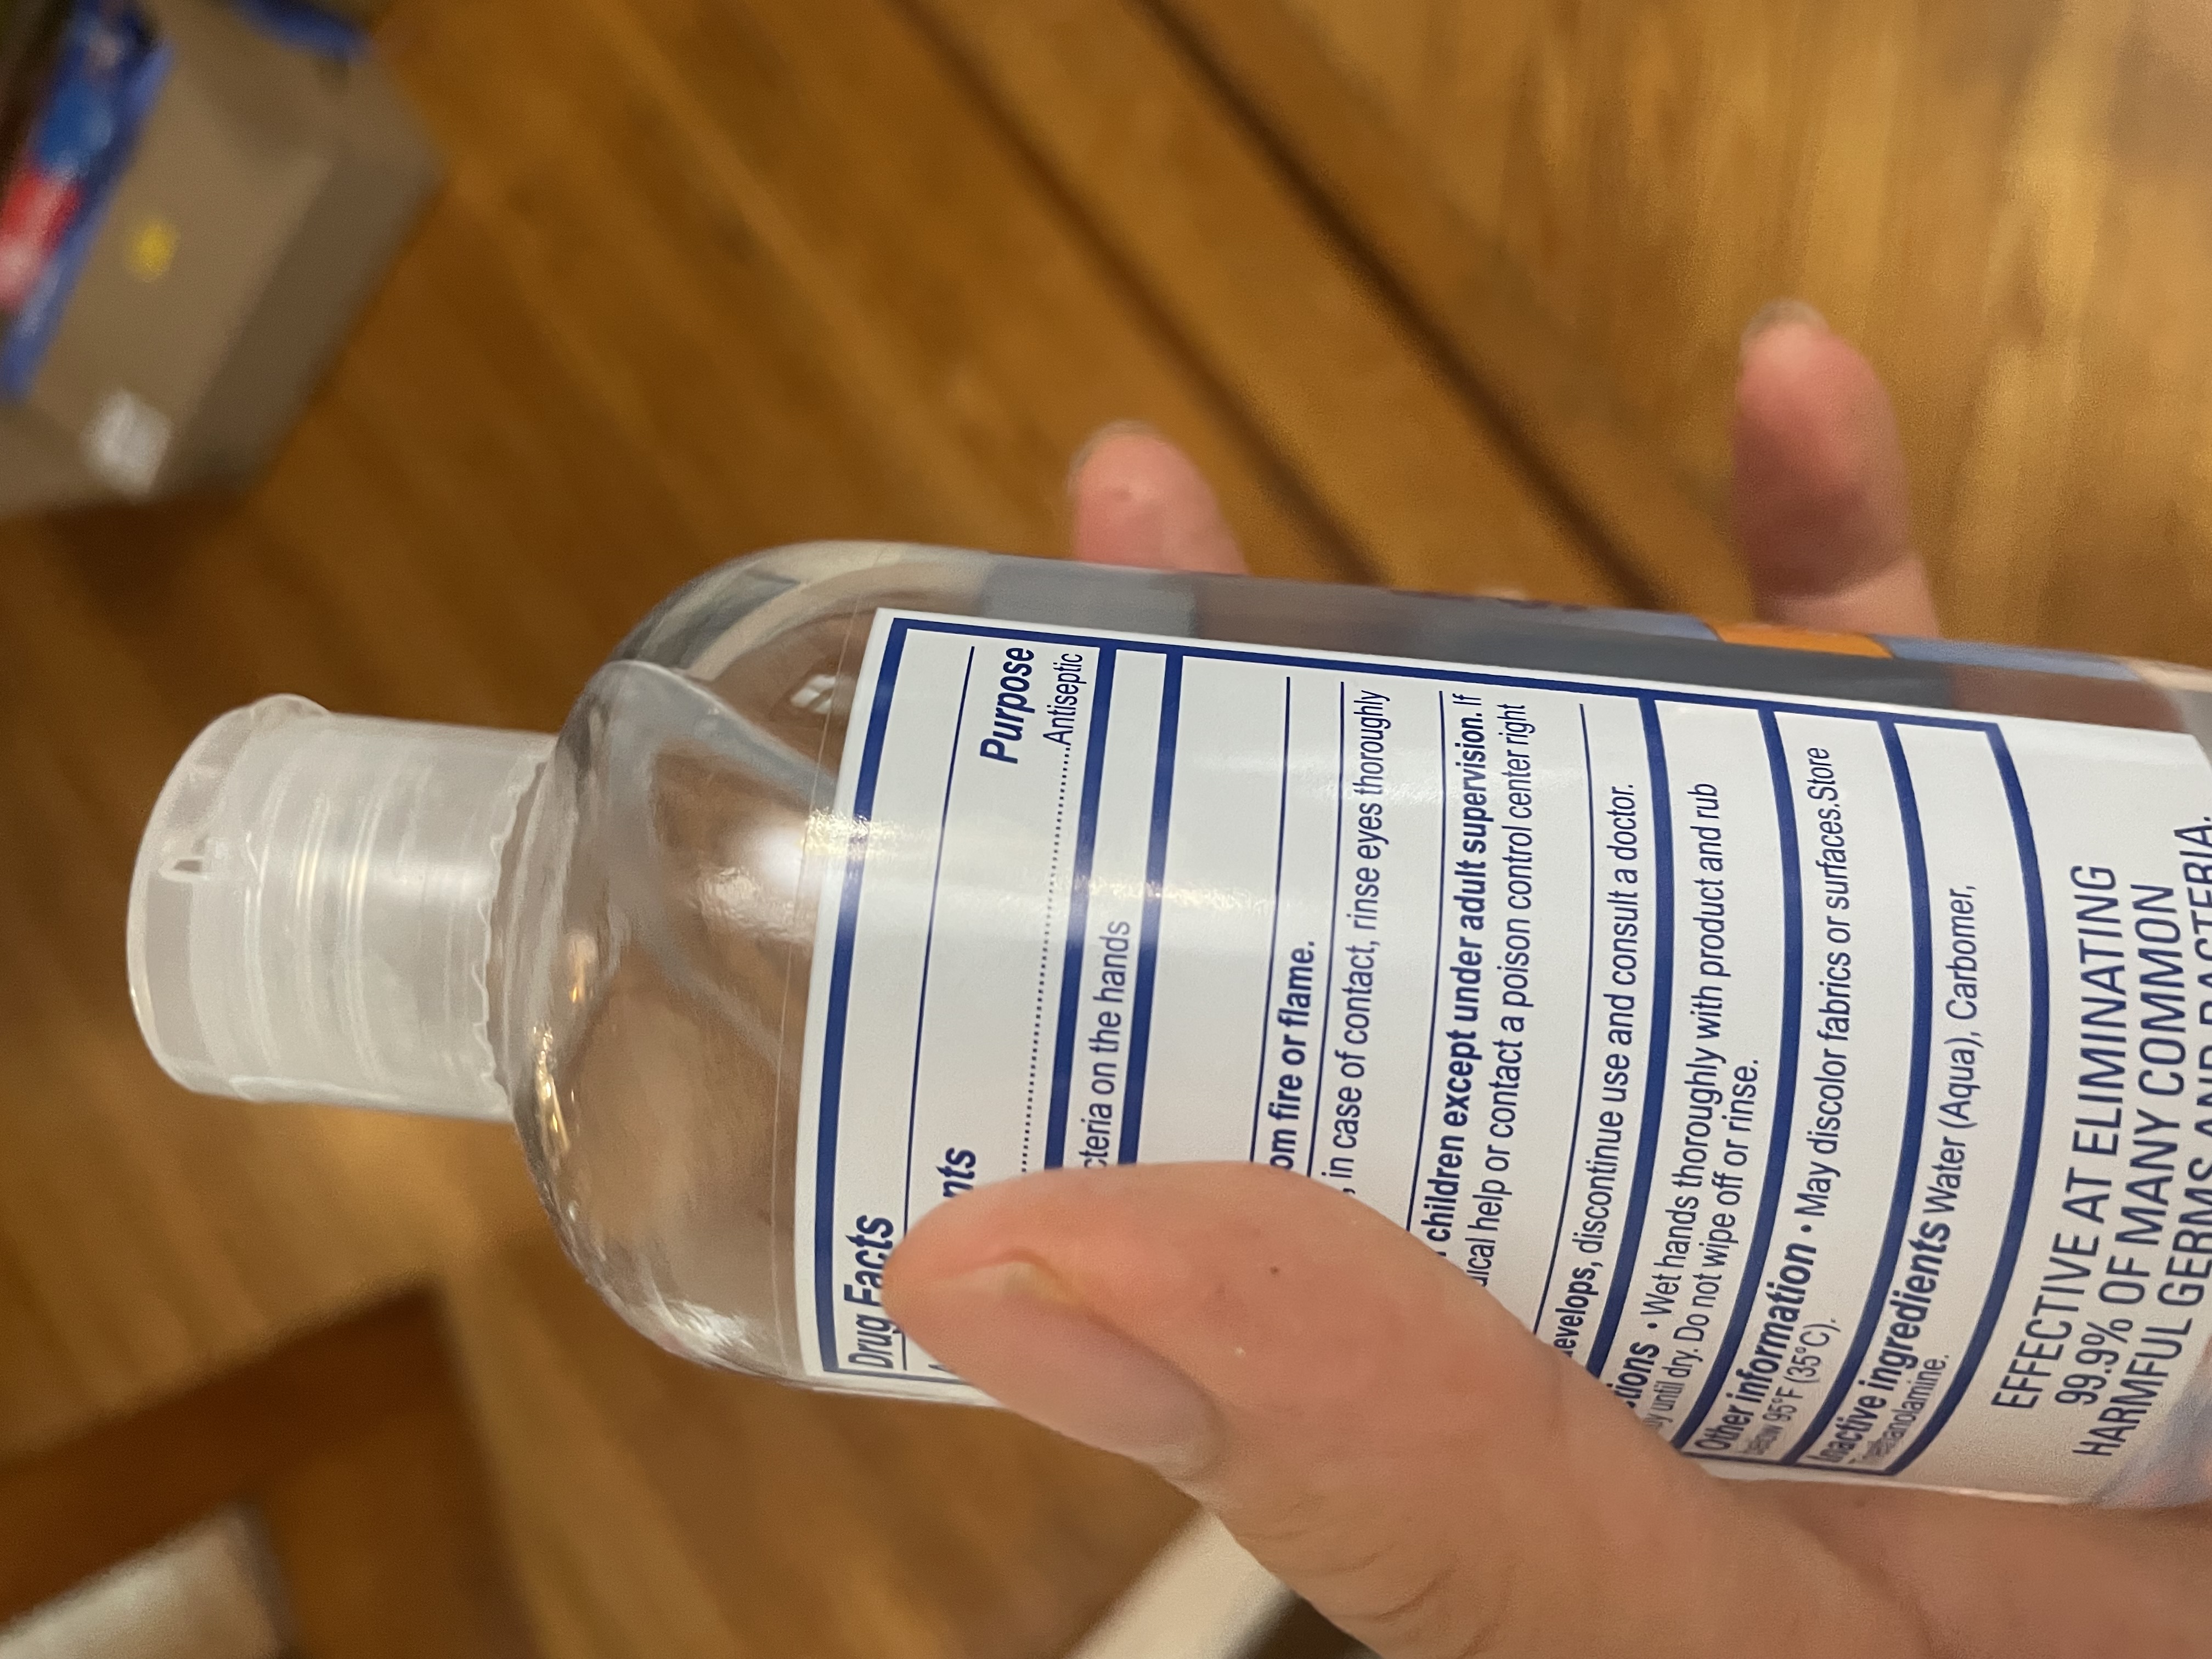 Drug Facts
nts
Purpose
Antiseptic
cteria on the hands
om fire or flame.
, in case of contact, rinse eyes thoroughly
children except under adult supervision. If
dical help or contact a poison control center right
evelops, discontinue use and consult a doctor.
ctions • Wet hands thoroughly with product and rub
until dry. Do not wipe off or rinse.
Other information • May discolor fabrics or surfaces.Store
below 95°F (35°C).
Inactive ingredients Water (Aqua), Carbomer,
Triethanolamine.
EFFECTIVE AT ELIMINATING
99.9% OF MANY COMMON
HARMFUL GERMS AND BACTERIA.